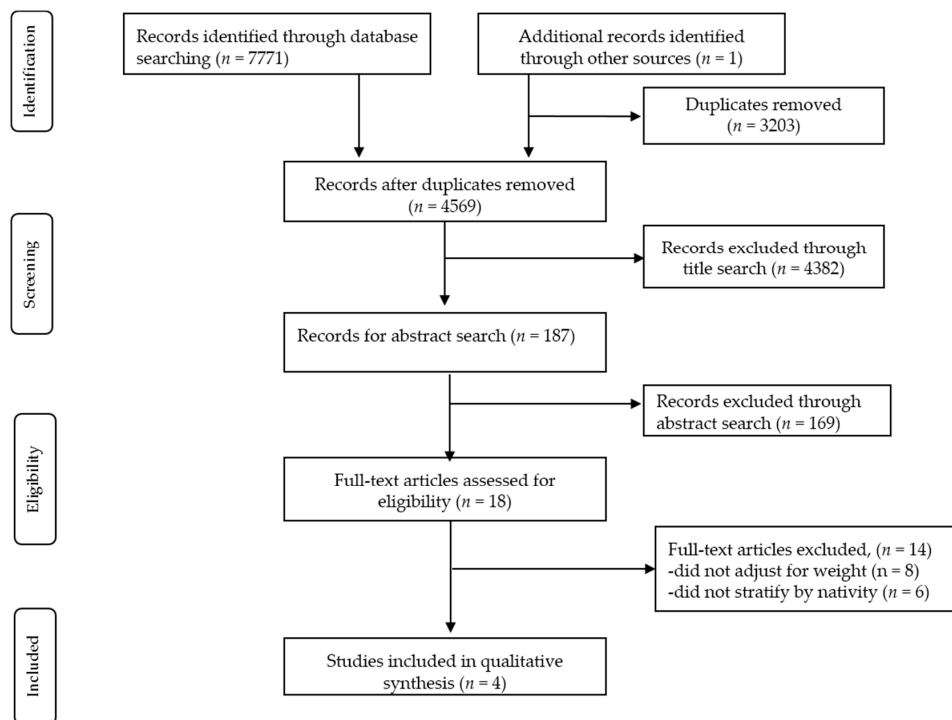 Identification
Records identified through database
searching (n = 7771)
Additional records identified
through other sources (n = 1)
Duplicates removed
(n = 3203)
Records after duplicates removed
(n = 4569)
Screening
Records excluded through
title search (n = 4382)
Records for abstract search (n = 187)
Records excluded through
abstract search (n = 169)
Eligibility
Full-text articles assessed for
eligibility (n = 18)
Full-text articles excluded, (n = 14)
-did not adjust for weight (n = 8)
-did not stratify by nativity (n = 6)
Included
Studies included in qualitative
synthesis (n = 4)